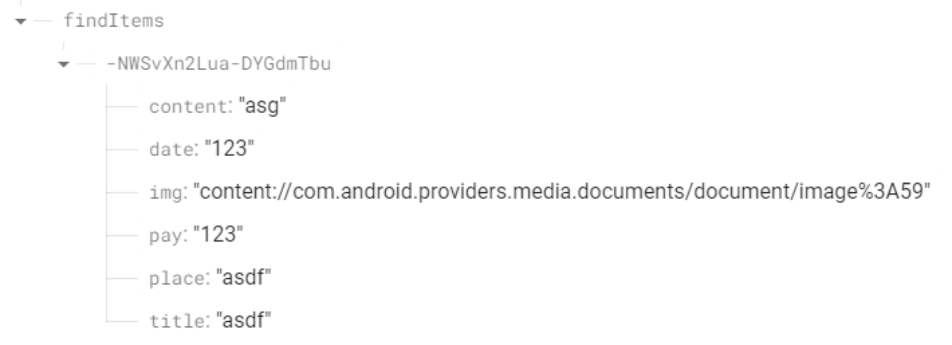 findItems
-NWSvXn2Lua-DYGdmTbu
content: "asg"
date: "123"
img: "content://com.android.providers.media.documents/document/image%3A59"
pay: "123"
place: "asdf"
title: "asdf"